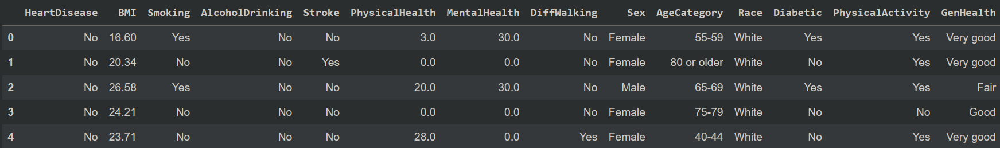 HeartDisease BMI Smoking AlcoholDrinking Stroke PhysicalHealth MentalHealth DiffWalking Sex AgeCategory Race Diabetic PhysicalActivity GenHealth
0 No 16.60 Yes No No 3.0 30.0 No Female 55-59 White Yes Yes Very good
1 No 20.34 No No Yes 0.0 0.0 No Female 80 or older White No Yes Very good
2 No 26.58 Yes No No 20.0 30.0 No Male 65-69 White Yes Yes Fair
3 No 24.21 No No No 0.0 0.0 No Female 75-79 White No No Good
4 No 23.71 No No No 28.0 0.0 Yes Female 40-44 White No Yes Very good